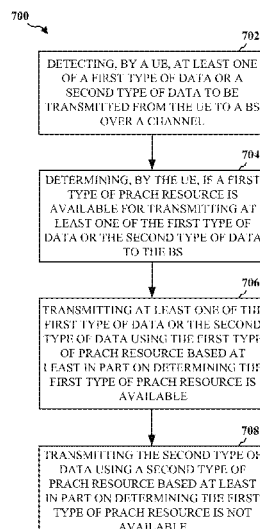 700
702
DETECTING, BY A UE, AT LEAST ONE
OF A FIRST TYPE OF DATA OR A
SECOND TYPE OF DATA TO BE
TRANSMITTED FROM THE UE TO A BS
OVER A CHANNEL
704
DETERMINING, BY THE UE, IF A FIRST
TYPE OF PRACH RESOURCE IS
AVAILABLE FOR TRANSMITTING AT
LEAST ONE OF THE FIRST TYPE OF
DATA OR THE SECOND TYPE OF DATA
TO THE BS
706
TRANSMITTING AT LEAST ONE OF THE
FIRST TYPE OF DATA OR THE SECOND
TYPE OF DATA USING THE FIRST TYPE
OF PRACH RESOURCE BASED AT
LEAST IN PART ON DETERMINING THE
FIRST TYPE OF PRACH RESOURCE IS
AVAILABLE
708
TRANSMITTING THE SECOND TYPE OF
DATA USING A SECOND TYPE OF
PRACH RESOURCE BASED AT LEAST
IN PART ON DETERMINING THE FIRST
TYPE OF PRACH RESOURCE IS NOT
AVAILABLE